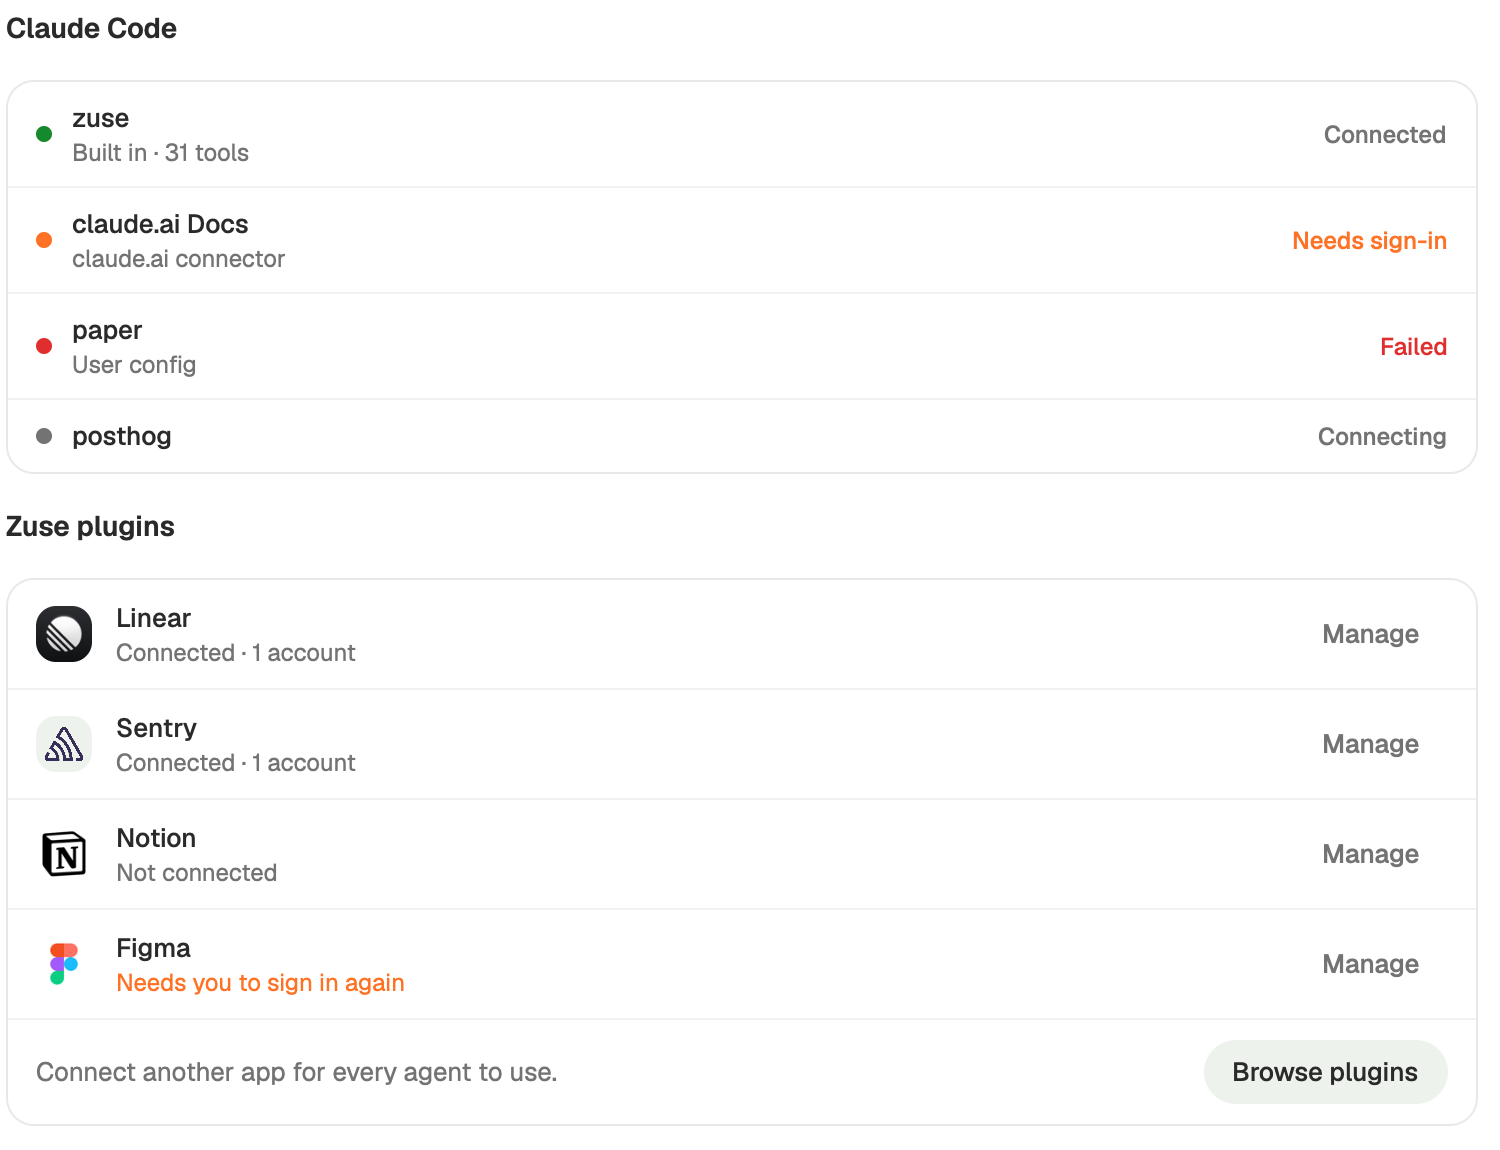 Claude Code
zuse
Built in · 31 tools
Connected
claude.ai Docs
claude.ai connector
Needs sign-in
paper
User config
Failed
posthog
Connecting
Zuse plugins
Linear
Connected · 1 account
Manage
Sentry
Connected · 1 account
Manage
N
Notion
Not connected
Manage
Figma
Needs you to sign in again
Manage
Connect another app for every agent to use.
Browse plugins